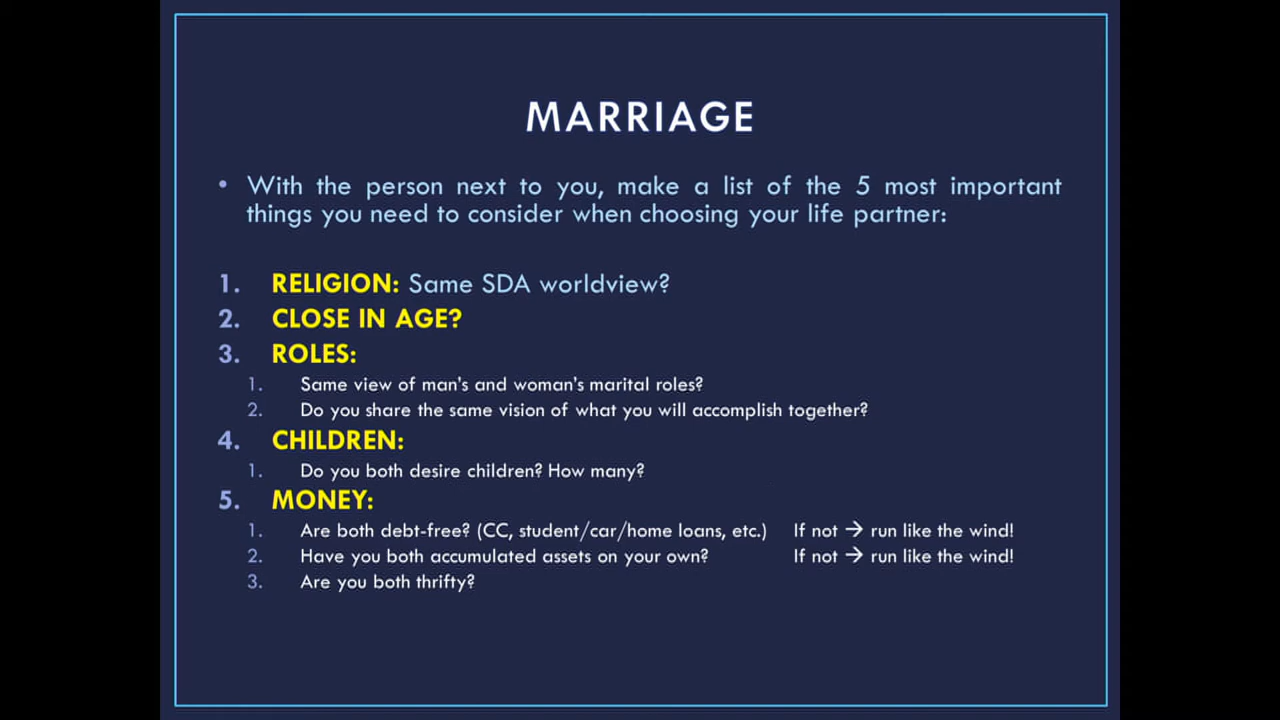 MARRIAGE
• With the person next to you, make a list of the 5 most important
things you need to consider when choosing your life partner:
1. RELIGION: Same SDA worldview?
2. CLOSE IN AGE?
3. ROLES:
1. Same view of man's and woman's marital roles?
2. Do you share the same vision of what you will accomplish together?
4. CHILDREN:
1. Do you both desire children? How many?
5. MONEY:
1. Are both debt-free? (CC, student/car/home loans, etc.) If not → run like the wind!
2. Have you both accumulated assets on your own? If not → run like the wind!
3. Are you both thrifty?